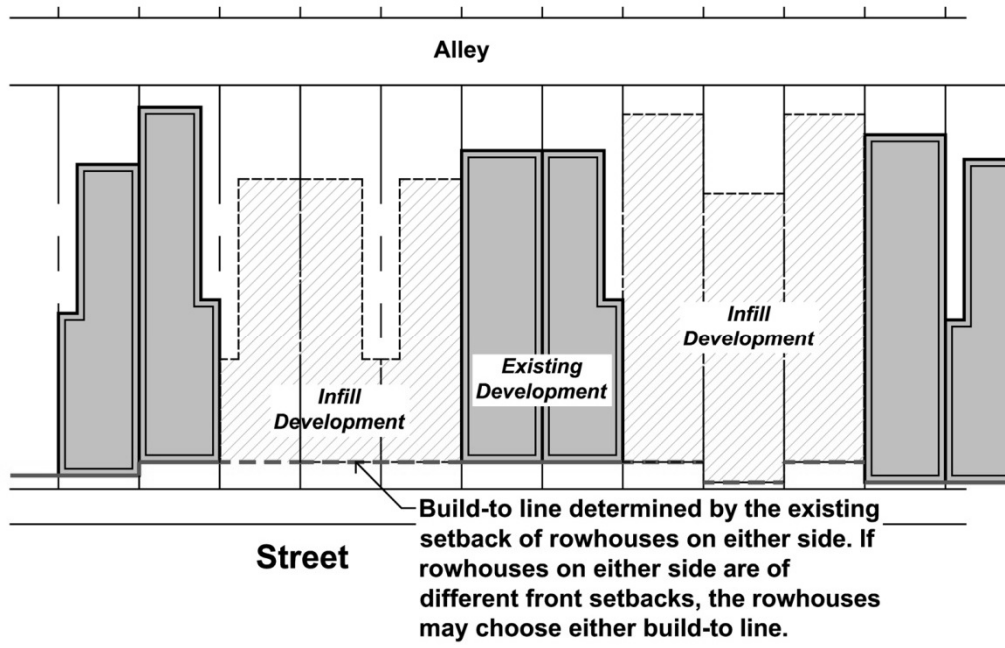 Alley
Infill
Development
Existing
Development
Infill
Development
Build-to line determined by the existing
setback of rowhouses on either side. If
rowhouses on either side are of
different front setbacks, the rowhouses
may choose either build-to line.
Street